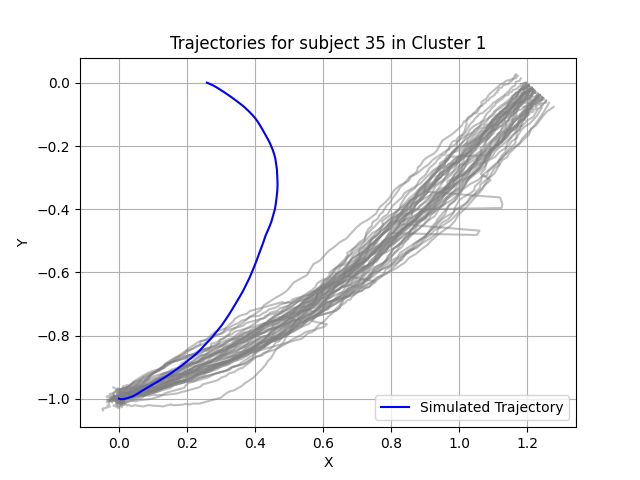 Trajectories for subject 35 in Cluster 1
Y
0.0
−0.2
−0.4
−0.6
−0.8
−1.0
Simulated Trajectory
0.0 0.2 0.4 0.6 0.8 1.0 1.2
X